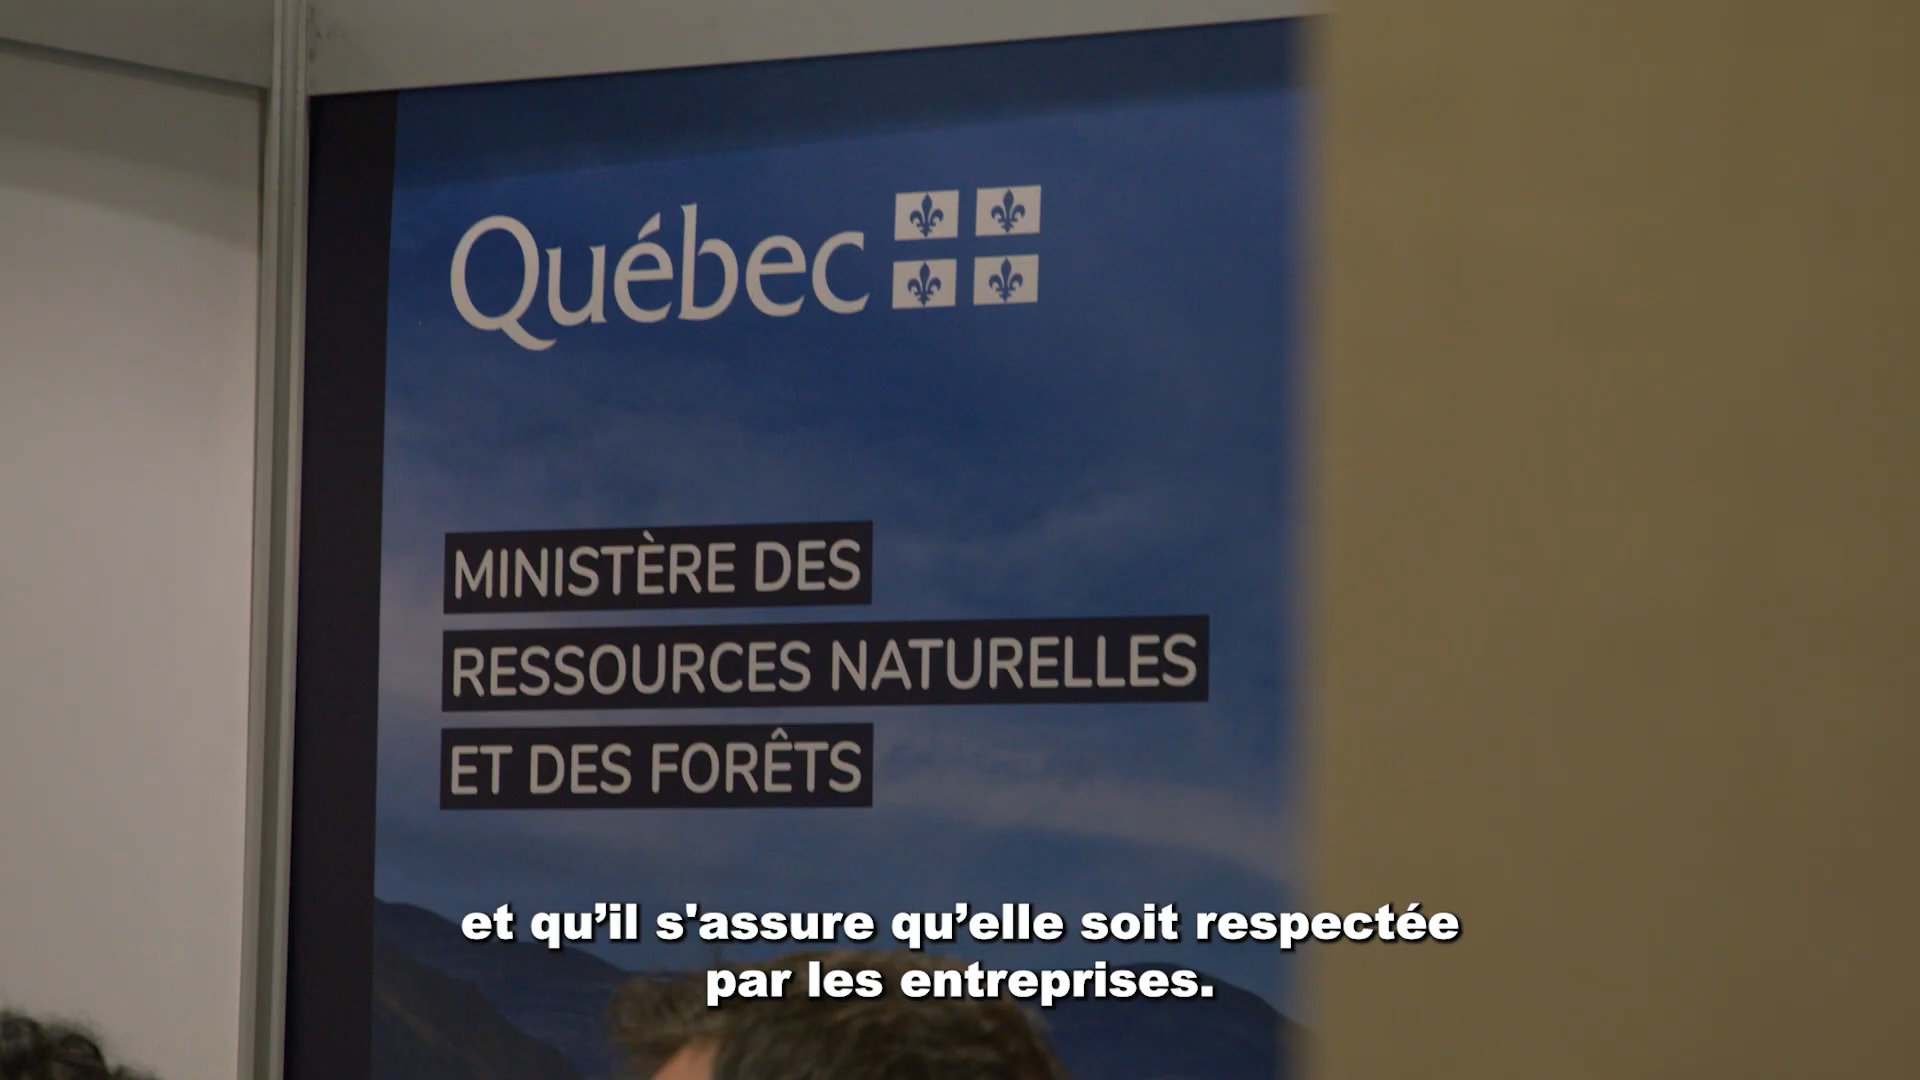 Québec
MINISTÈRE DES
RESSOURCES NATURELLES
ET DES FORÊTS
et qu’il s'assure qu’elle soit respectée
par les entreprises.